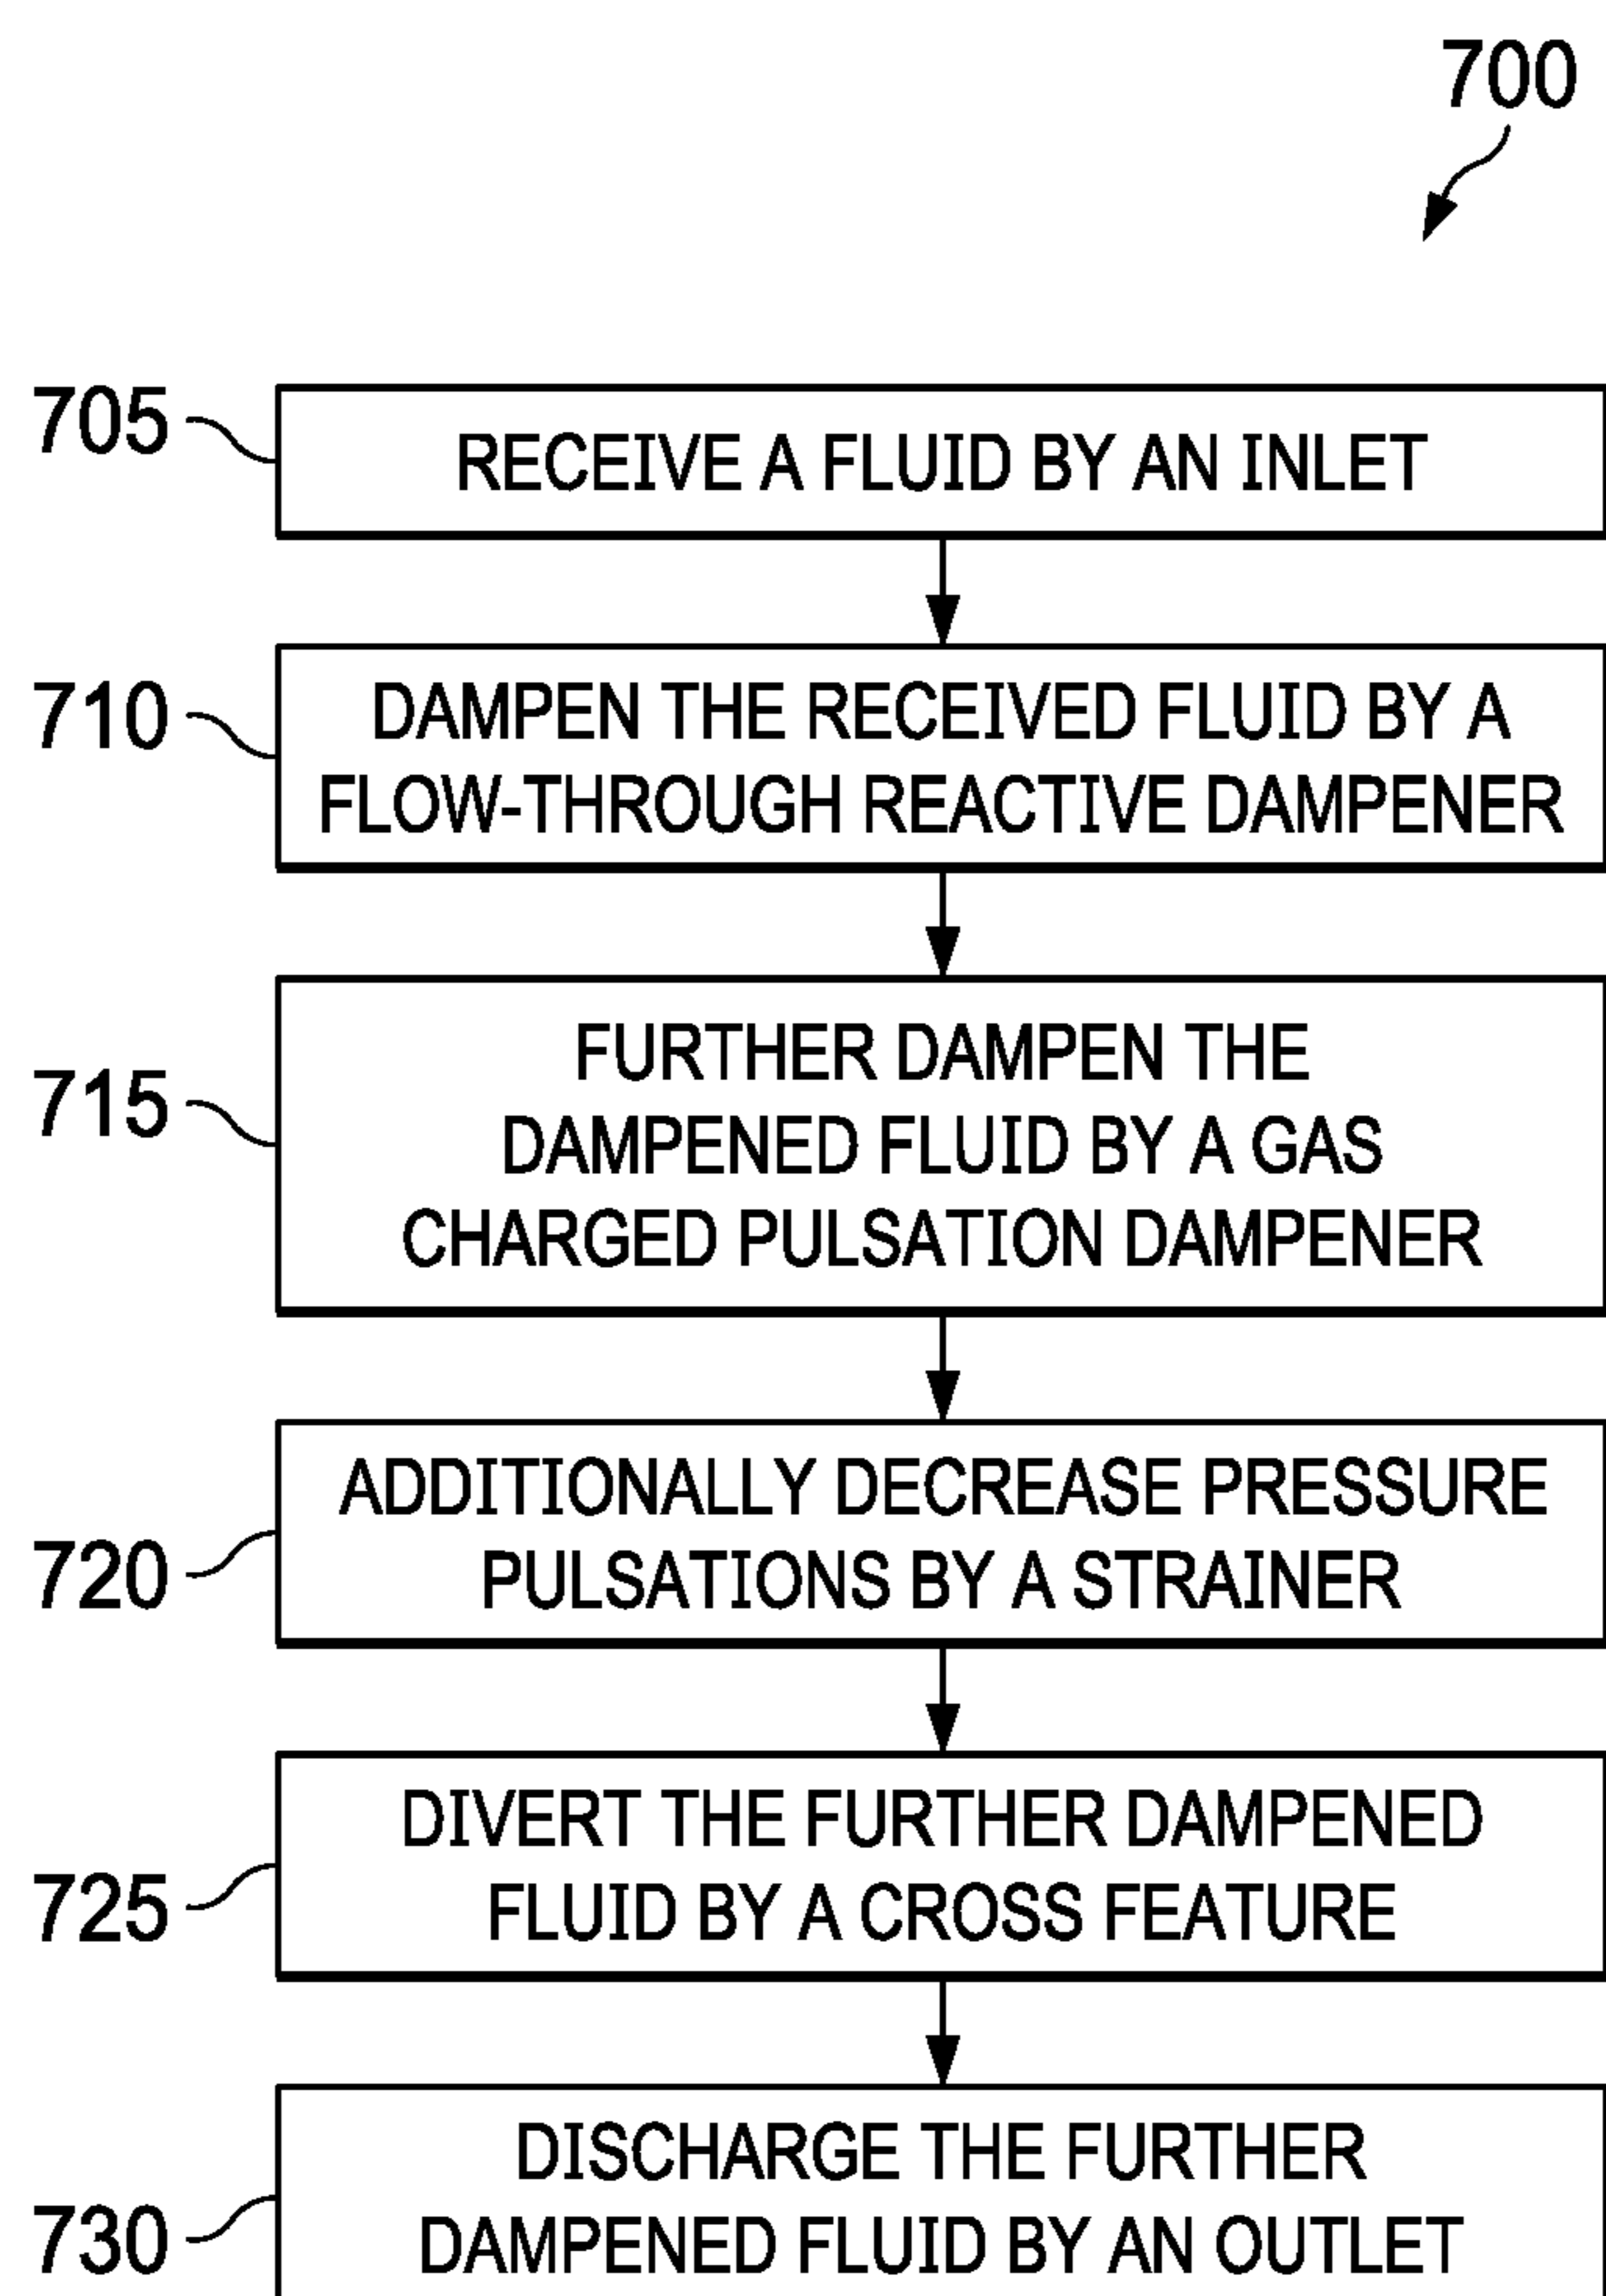 700
705
RECEIVE A FLUID BY AN INLET
710
DAMPEN THE RECEIVED FLUID BY A
FLOW-THROUGH REACTIVE DAMPENER
715
FURTHER DAMPEN THE
DAMPENED FLUID BY A GAS
CHARGED PULSATION DAMPENER
720
ADDITIONALLY DECREASE PRESSURE
PULSATIONS BY A STRAINER
725
DIVERT THE FURTHER DAMPENED
FLUID BY A CROSS FEATURE
730
DISCHARGE THE FURTHER
DAMPENED FLUID BY AN OUTLET